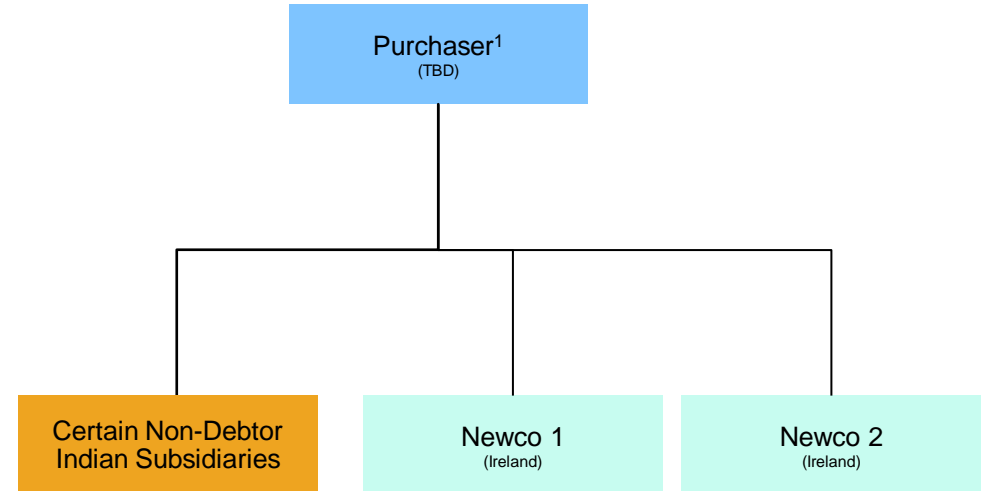 Purchaser¹
(TBD)
Certain Non-Debtor
Indian Subsidiaries
Newco 1
(Ireland)
Newco 2
(Ireland)